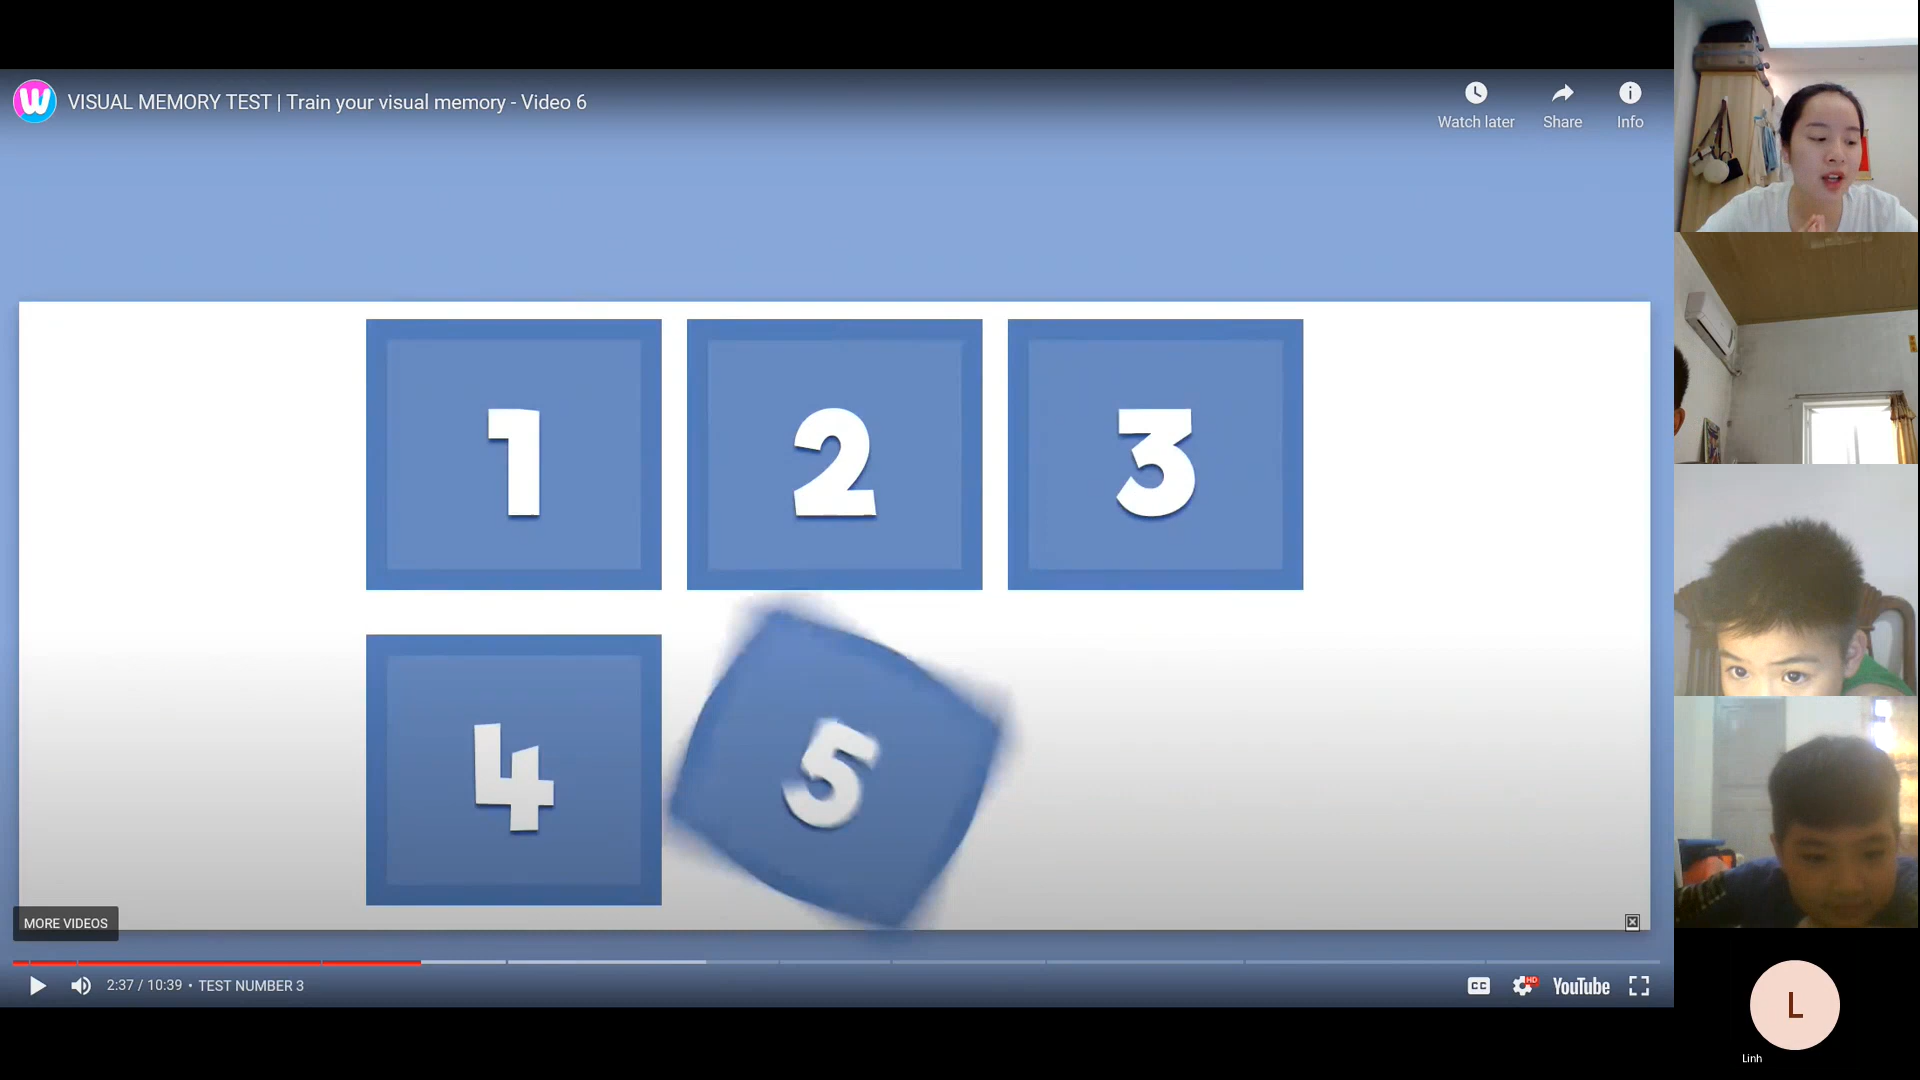 W VISUAL MEMORY TEST | Train your visual memory - Video 6
Watch later Share Info
1 2 3
4 5
MORE VIDEOS
2:37 / 10:39 • TEST NUMBER 3
CC HD YouTube
L
Linh